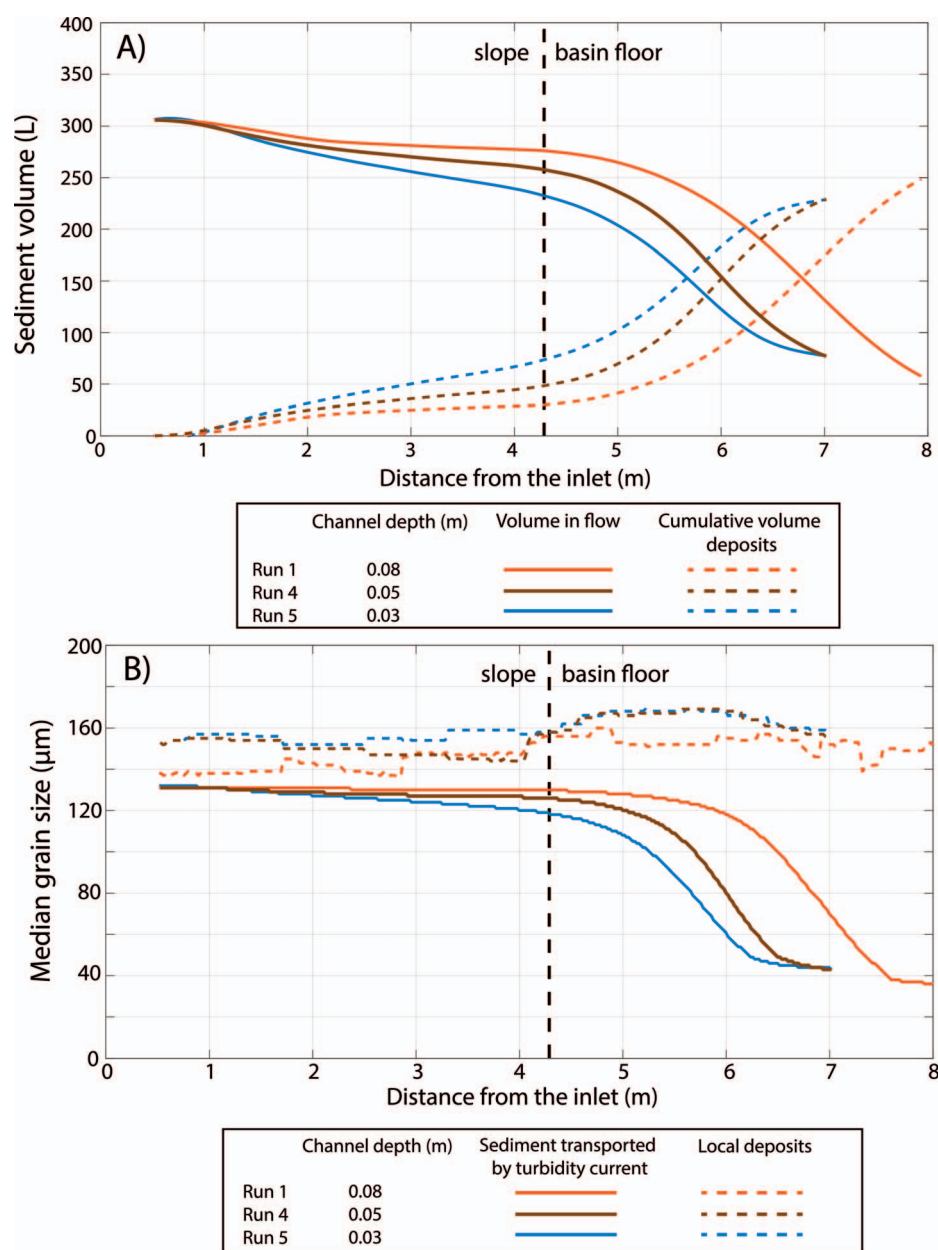 A)
slope
basin floor
400
350
300
250
200
150
100
50
0
Sediment volume (L)
0 1 2 3 4 5 6 7 8
Distance from the inlet (m)
Channel depth (m) Volume in flow Cumulative volume
deposits
Run 1 0.08
Run 4 0.05
Run 5 0.03
B)
slope
basin floor
200
160
120
80
40
0
Median grain size (µm)
0 1 2 3 4 5 6 7 8
Distance from the inlet (m)
Channel depth (m) Sediment transported Local deposits
by turbidity current
Run 1 0.08
Run 4 0.05
Run 5 0.03